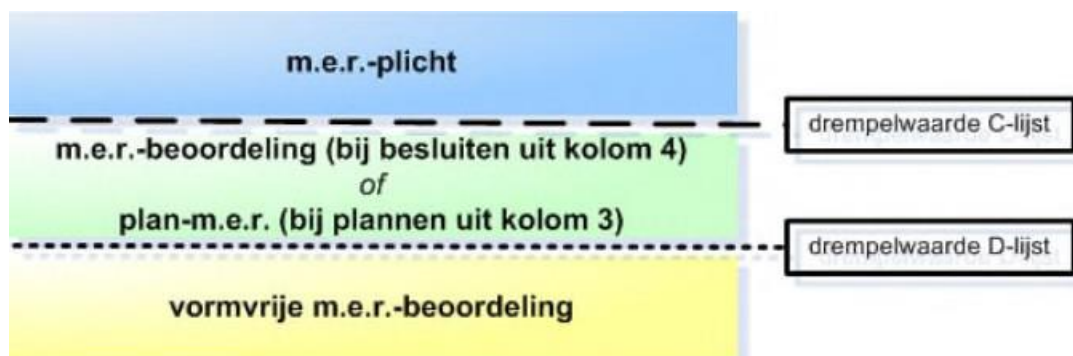 m.e.r.-plicht
drempelwaarde C-lijst
m.e.r.-beoordeling (bij besluiten uit kolom 4)
of
plan-m.e.r. (bij plannen uit kolom 3)
drempelwaarde D-lijst
vormvrije m.e.r.-beoordeling